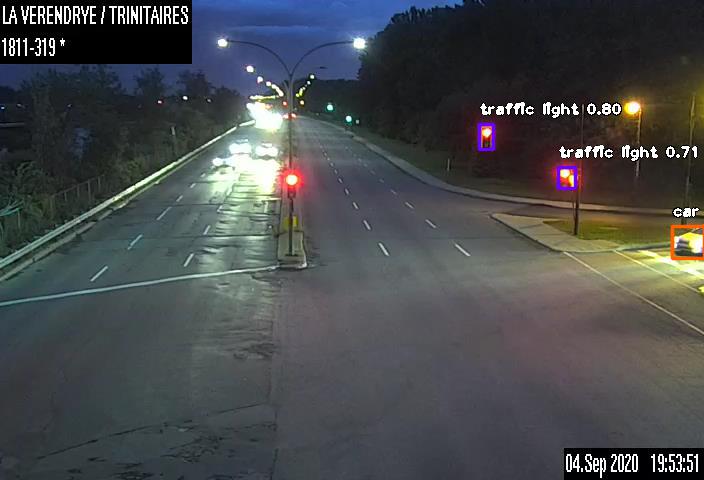 LA VERENDRYE / TRINITAIRES
1811-319 *
traffic light 0.80
traffic light 0.71
car
04.Sep 2020 19:53:51